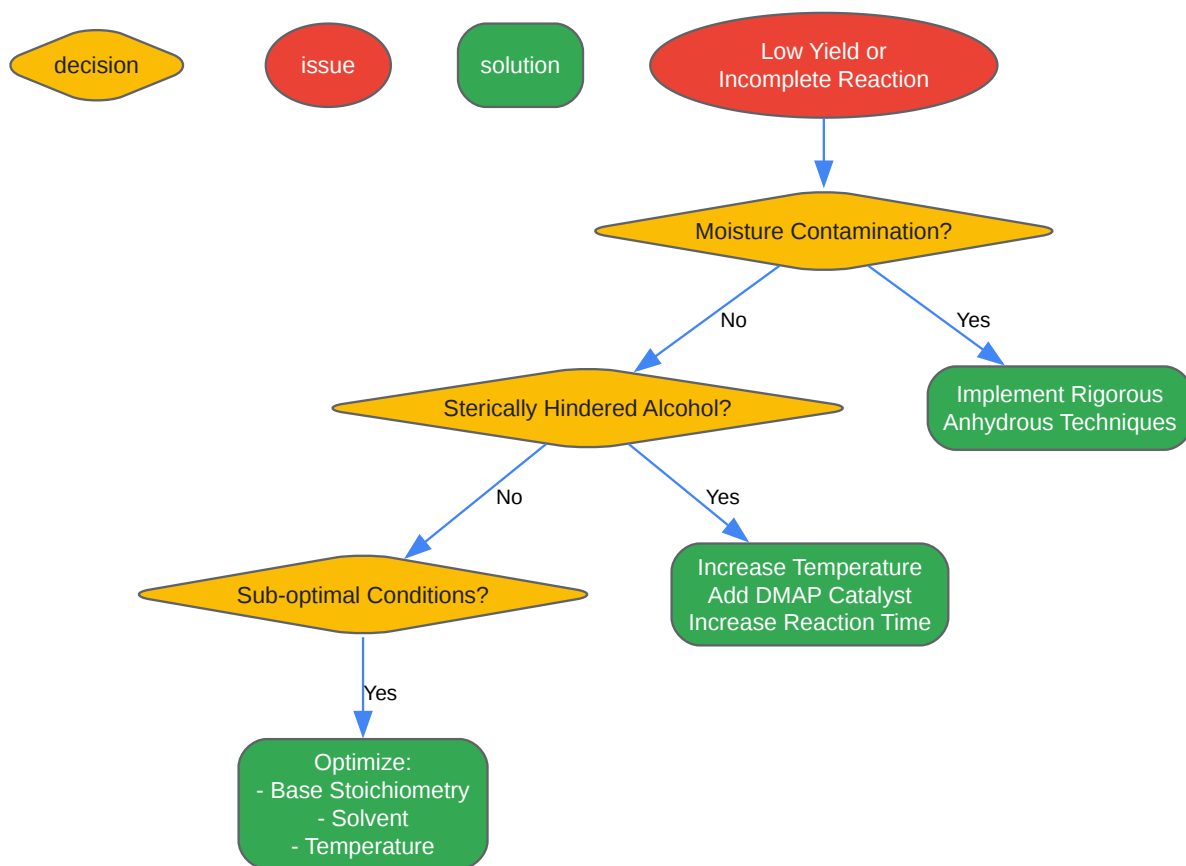 decision
issue
solution
Low Yield or
Incomplete Reaction
Moisture Contamination?
No
Yes
Sterically Hindered Alcohol?
Implement Rigorous
Anhydrous Techniques
No
Yes
Sub-optimal Conditions?
Increase Temperature
Add DMAP Catalyst
Increase Reaction Time
Yes
Optimize:
- Base Stoichiometry
- Solvent
- Temperature